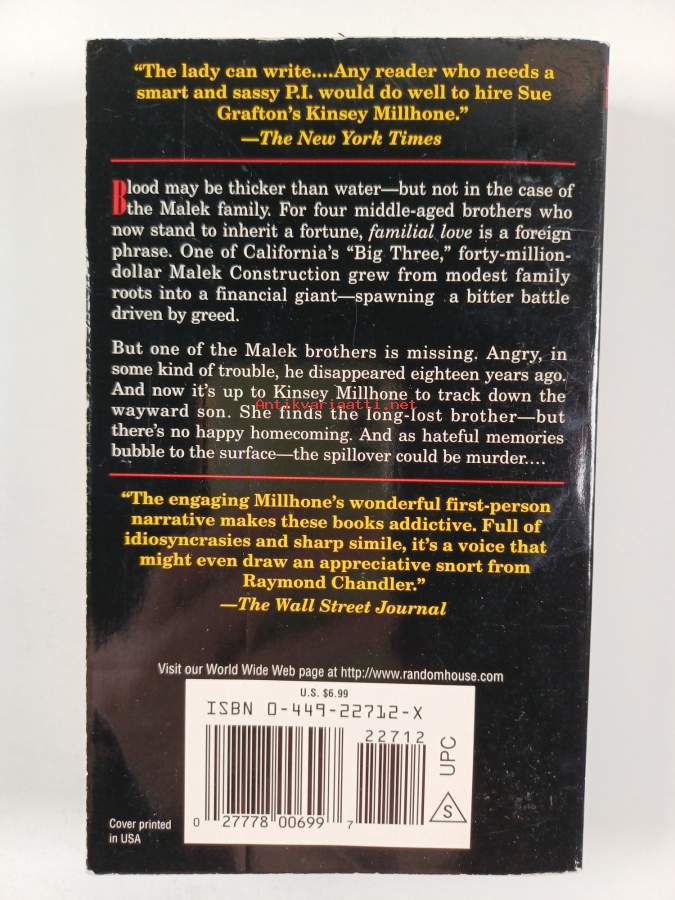 “The lady can write....Any reader who needs a
smart and sassy P.I. would do well to hire Sue
Grafton’s Kinsey Millhone.”
—The New York Times
Blood may be thicker than water—but not in the case of
the Malek family. For four middle-aged brothers who
now stand to inherit a fortune, familial love is a foreign
phrase. One of California’s “Big Three,” forty-million-
dollar Malek Construction grew from modest family
roots into a financial giant—spawning a bitter battle
driven by greed.
But one of the Malek brothers is missing. Angry, in
some kind of trouble, he disappeared eighteen years ago.
And now it’s up to Kinsey Millhone to track down the
Antikvariaatti.net
wayward son. She finds the long-lost brother—but
there’s no happy homecoming. And as hateful memories
bubble to the surface—the spillover could be murder....
“The engaging Millhone’s wonderful first-person
narrative makes these books addictive. Full of
idiosyncrasies and sharp simile, it’s a voice that
might even draw an appreciative snort from
Raymond Chandler.”
—The Wall Street Journal
Visit our World Wide Web page at http://www.randomhouse.com
U.S. $6.99
ISBN 0-449-22712-X
22712
UPC
S
0 27778 00699 7
Cover printed
in USA